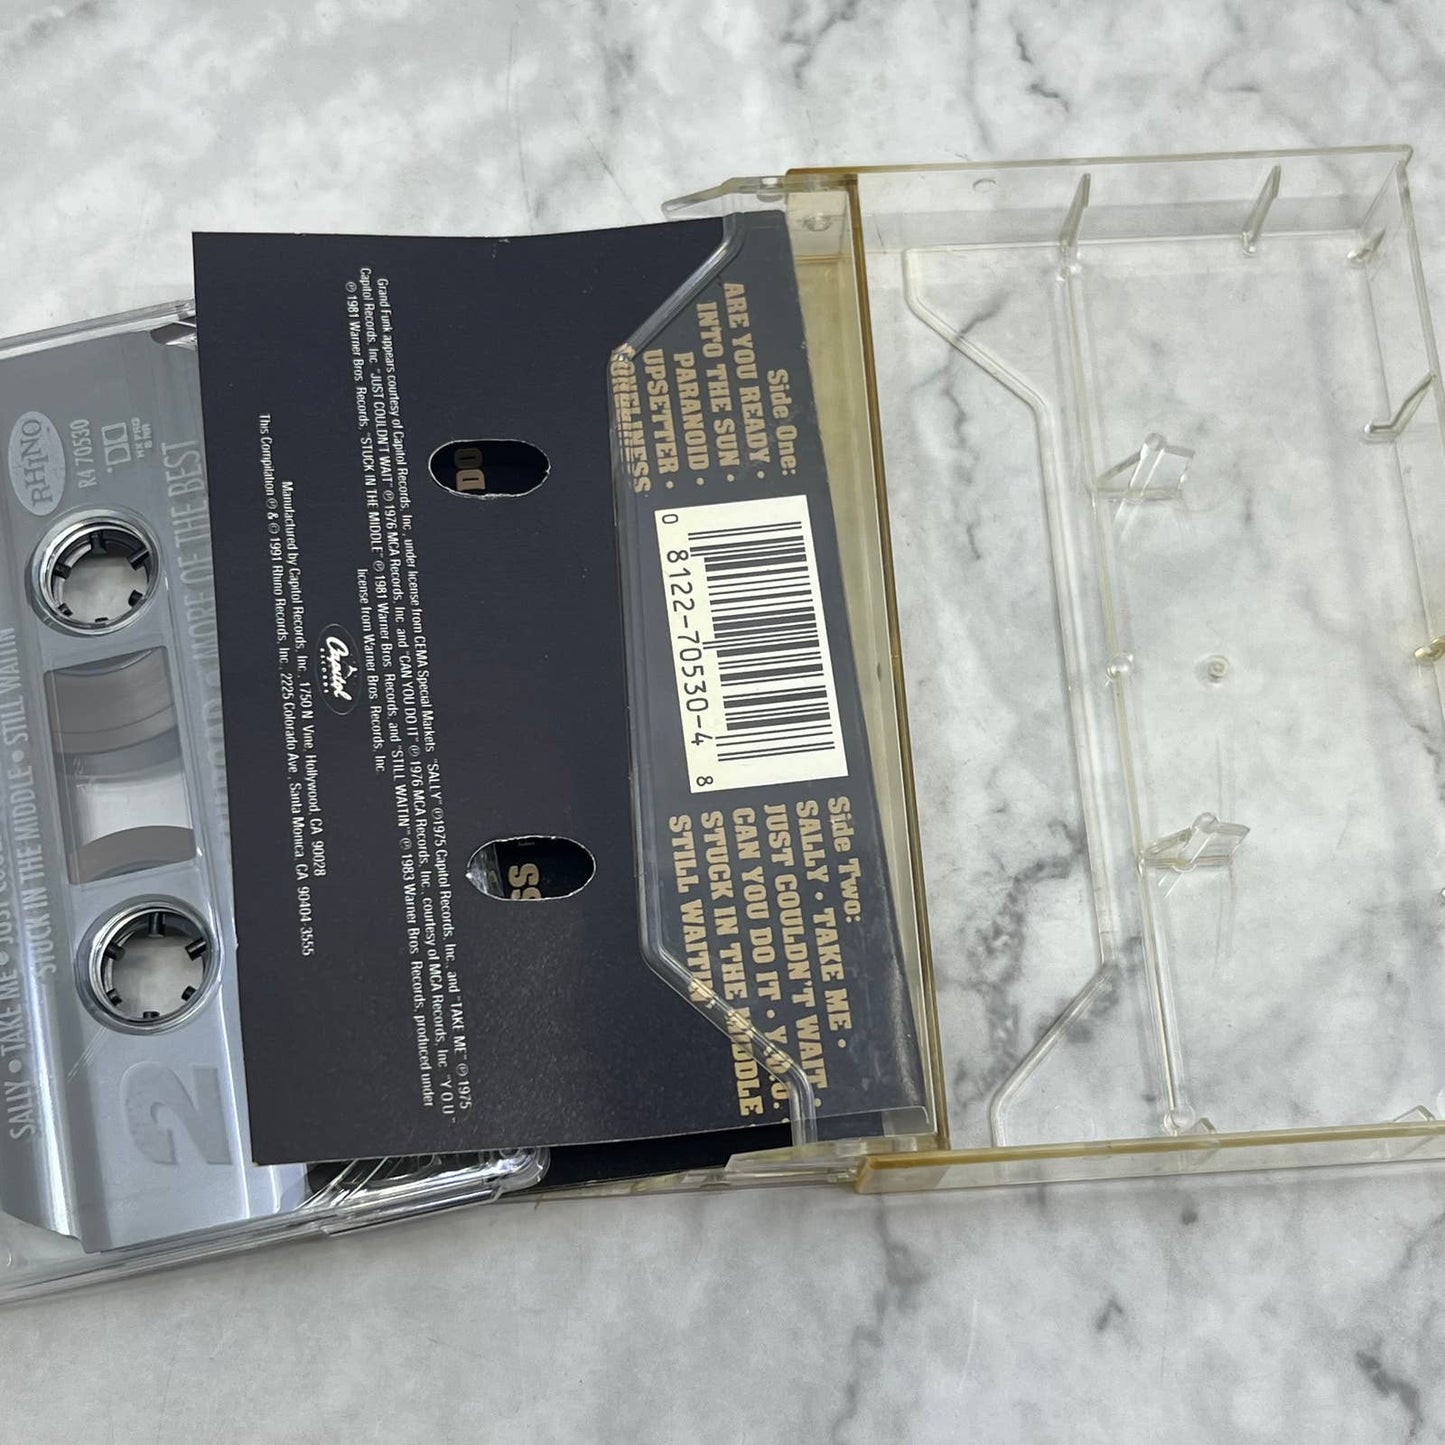 RHINO
R4 70530
MORE OF THE BEST
SALLY • TAKE ME •
STUCK IN THE MIDDLE • STILL WAITIN'
2
Grand Funk appears courtesy of Capitol Records, Inc., under license from CEMA Special Markets. "SALLY" ℗1975 Capitol Records, Inc., and "TAKE ME" ℗ 1975
Capitol Records, Inc. "JUST COULDN'T WAIT" ℗ 1976 MCA Records, Inc. and "CAN YOU DO IT" ℗ 1976 MCA Records, Inc., courtesy of MCA Records, Inc. "Y.O.U."
℗ 1981 Warner Bros. Records, "STUCK IN THE MIDDLE" ℗ 1981 Warner Bros. Records, and "STILL WAITIN'" ℗ 1983 Warner Bros. Records, produced under
license from Warner Bros. Records, Inc.
Capitol
RECORDS
Manufactured by Capitol Records, Inc., 1750 N. Vine, Hollywood, CA 90028
This Compilation ℗ & © 1991 Rhino Records, Inc., 2225 Colorado Ave., Santa Monica, CA 90404-3555
OD
SS
Side One:
ARE YOU READY •
INTO THE SUN •
PARANOID •
UPSETTER •
LONELINESS
0 8122-70530-4 8
Side Two:
SALLY • TAKE ME •
JUST COULDN'T WAIT •
CAN YOU DO IT • Y.O.U. •
STUCK IN THE MIDDLE
STILL WAITIN'